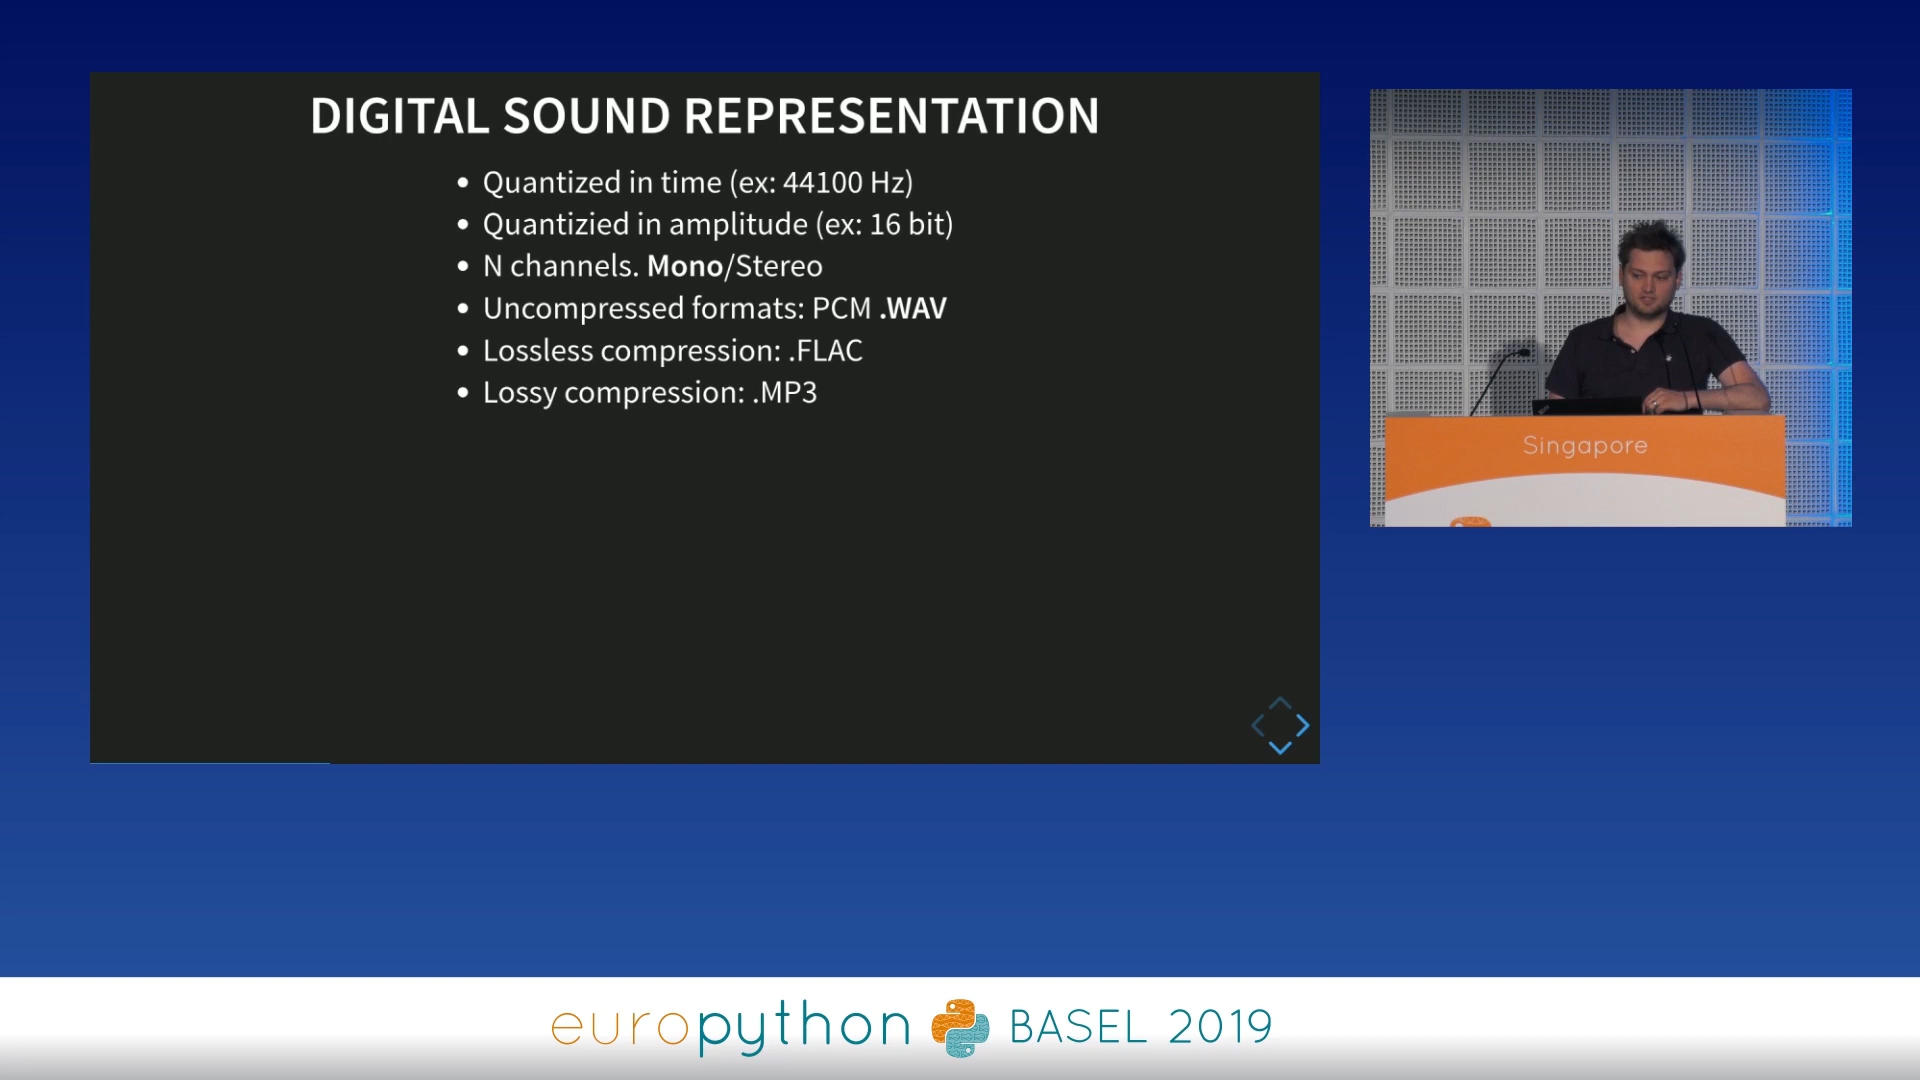 DIGITAL SOUND REPRESENTATION
• Quantized in time (ex: 44100 Hz)
• Quantizied in amplitude (ex: 16 bit)
• N channels. Mono/Stereo
• Uncompressed formats: PCM .WAV
• Lossless compression: .FLAC
• Lossy compression: .MP3
Singapore
europython BASEL 2019